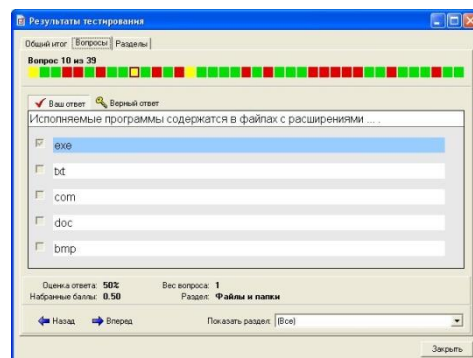 Результаты тестирования
Общий итог Вопросы Разделы
Вопрос 10 из 39
Ваш ответ Верный ответ
Исполняемые программы содержатся в файлах с расширениями ... .
exe
txt
com
doc
bmp
Оценка ответа: 50% Вес вопроса: 1
Набранные баллы: 0.50 Раздел: Файлы и папки
Назад Вперед Показать раздел: (Все)
Закрыть